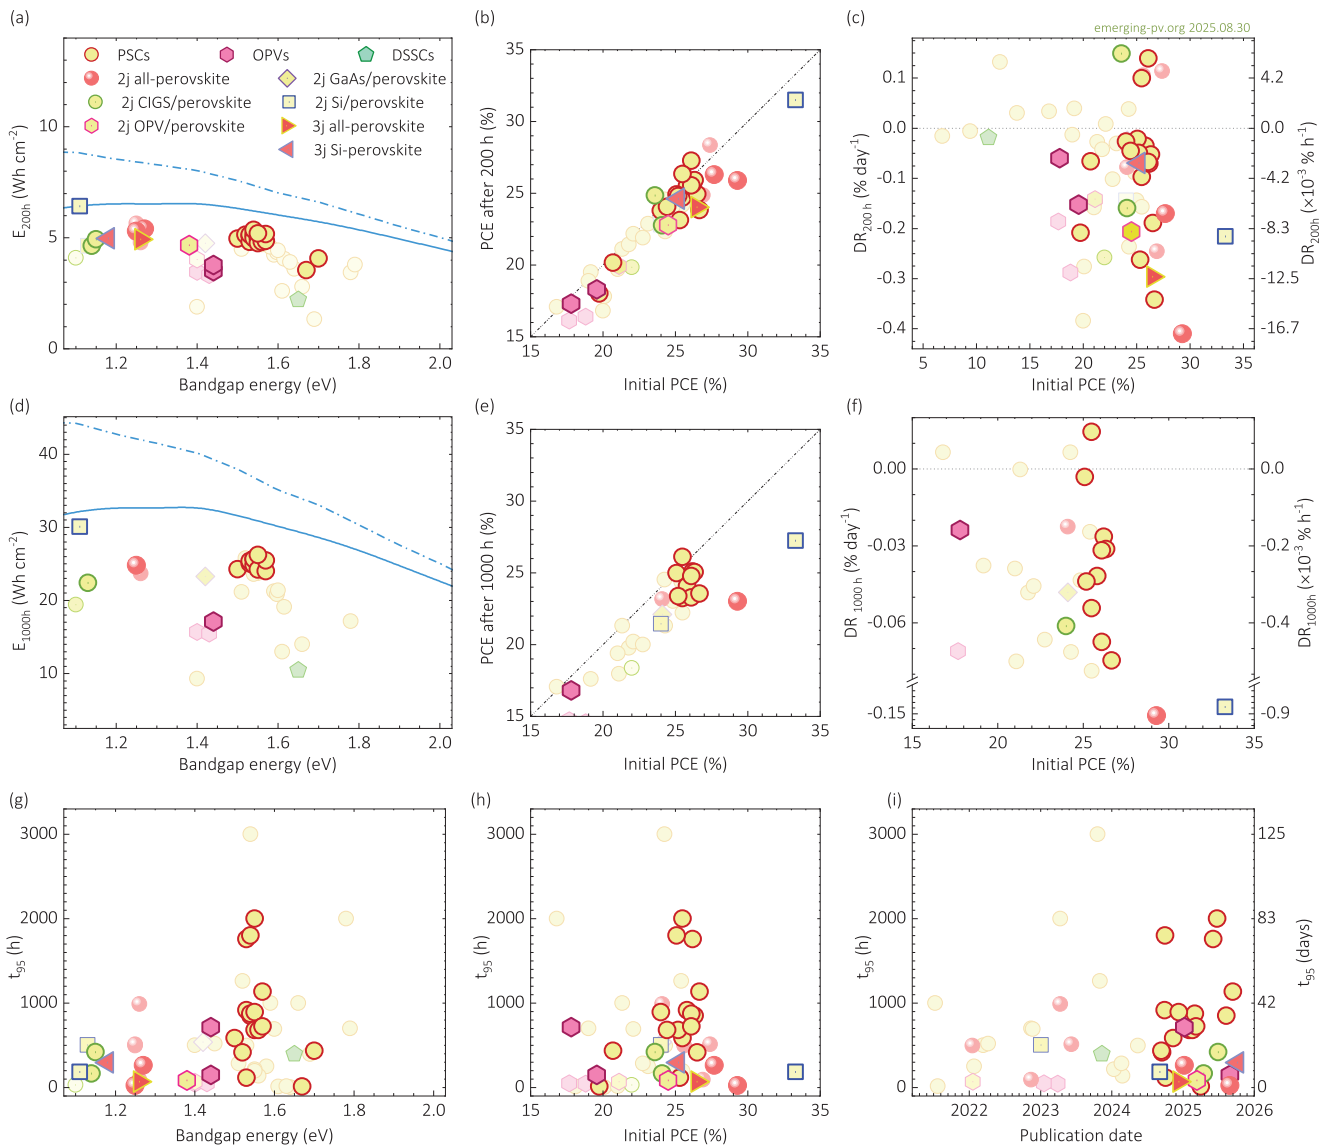 (a)
(b)
(c)
emerging-pv.org 2025.08.30
PSCs
OPVs
DSSCs
2j all-perovskite
2j GaAs/perovskite
2j CIGS/perovskite
2j Si/perovskite
2j OPV/perovskite
3j all-perovskite
3j Si-perovskite
E200h (Wh cm-2)
0
5
10
1.2
1.4
1.6
1.8
2.0
Bandgap energy (eV)
PCE after 200 h (%)
35
30
25
20
15
15
20
25
30
35
Initial PCE (%)
DR200 h (% day-1)
0.1
0.0
-0.1
-0.2
-0.3
-0.4
5
10
15
20
25
30
35
Initial PCE (%)
4.2
0.0
-4.2
-8.3
-12.5
-16.7
DR200h (×10-3 % h-1)
(d)
(e)
(f)
E1000h (Wh cm-2)
40
30
20
10
1.2
1.4
1.6
1.8
2.0
Bandgap energy (eV)
PCE after 1000 h (%)
35
30
25
20
15
15
20
25
30
35
Initial PCE (%)
DR 1000 h (% day-1)
0.00
-0.03
-0.06
-0.15
15
20
25
30
35
Initial PCE (%)
0.0
-0.2
-0.4
-0.9
DR1000h (×10-3 % h-1)
(g)
(h)
(i)
t95 (h)
3000
2000
1000
0
1.2
1.4
1.6
1.8
2.0
Bandgap energy (eV)
t95 (h)
3000
2000
1000
0
15
20
25
30
35
Initial PCE (%)
t95 (h)
3000
2000
1000
0
2022
2023
2024
2025
2026
Publication date
125
83
42
0
t95 (days)